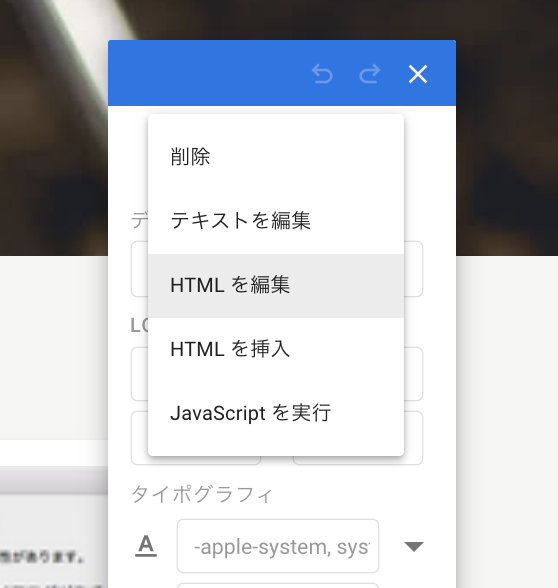 削除
テキストを編集
デ
HTML を編集
LO
HTML を挿入
JavaScript を実行
タイポグラフィ
A
-apple-system, sys
性があります。